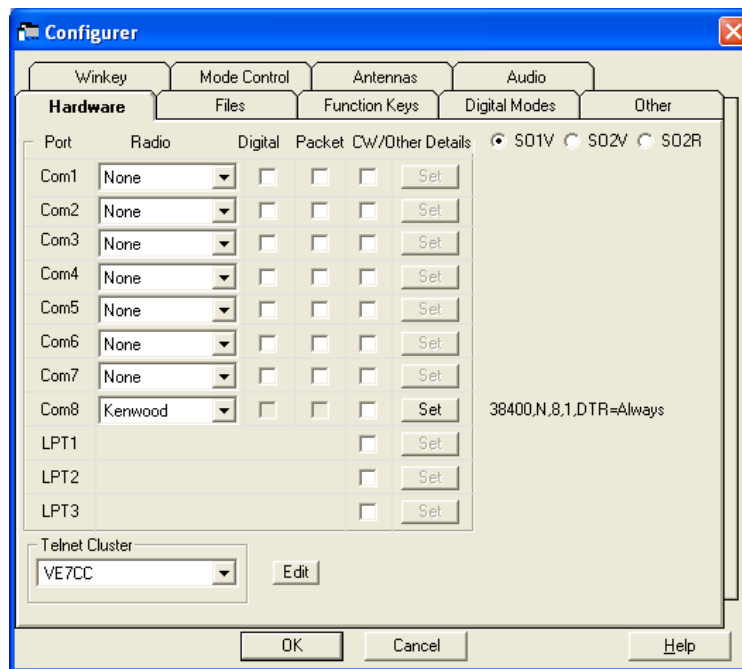 Configurer
Winkey Mode Control Antennas Audio
Hardware Files Function Keys Digital Modes Other
Port Radio Digital Packet CW/Other Details SO1V SO2V SO2R
Com1 None Set
Com2 None Set
Com3 None Set
Com4 None Set
Com5 None Set
Com6 None Set
Com7 None Set
Com8 Kenwood Set 38400,N,8,1,DTR=Always
LPT1 Set
LPT2 Set
LPT3 Set
Telnet Cluster
VE7CC Edit
OK Cancel Help